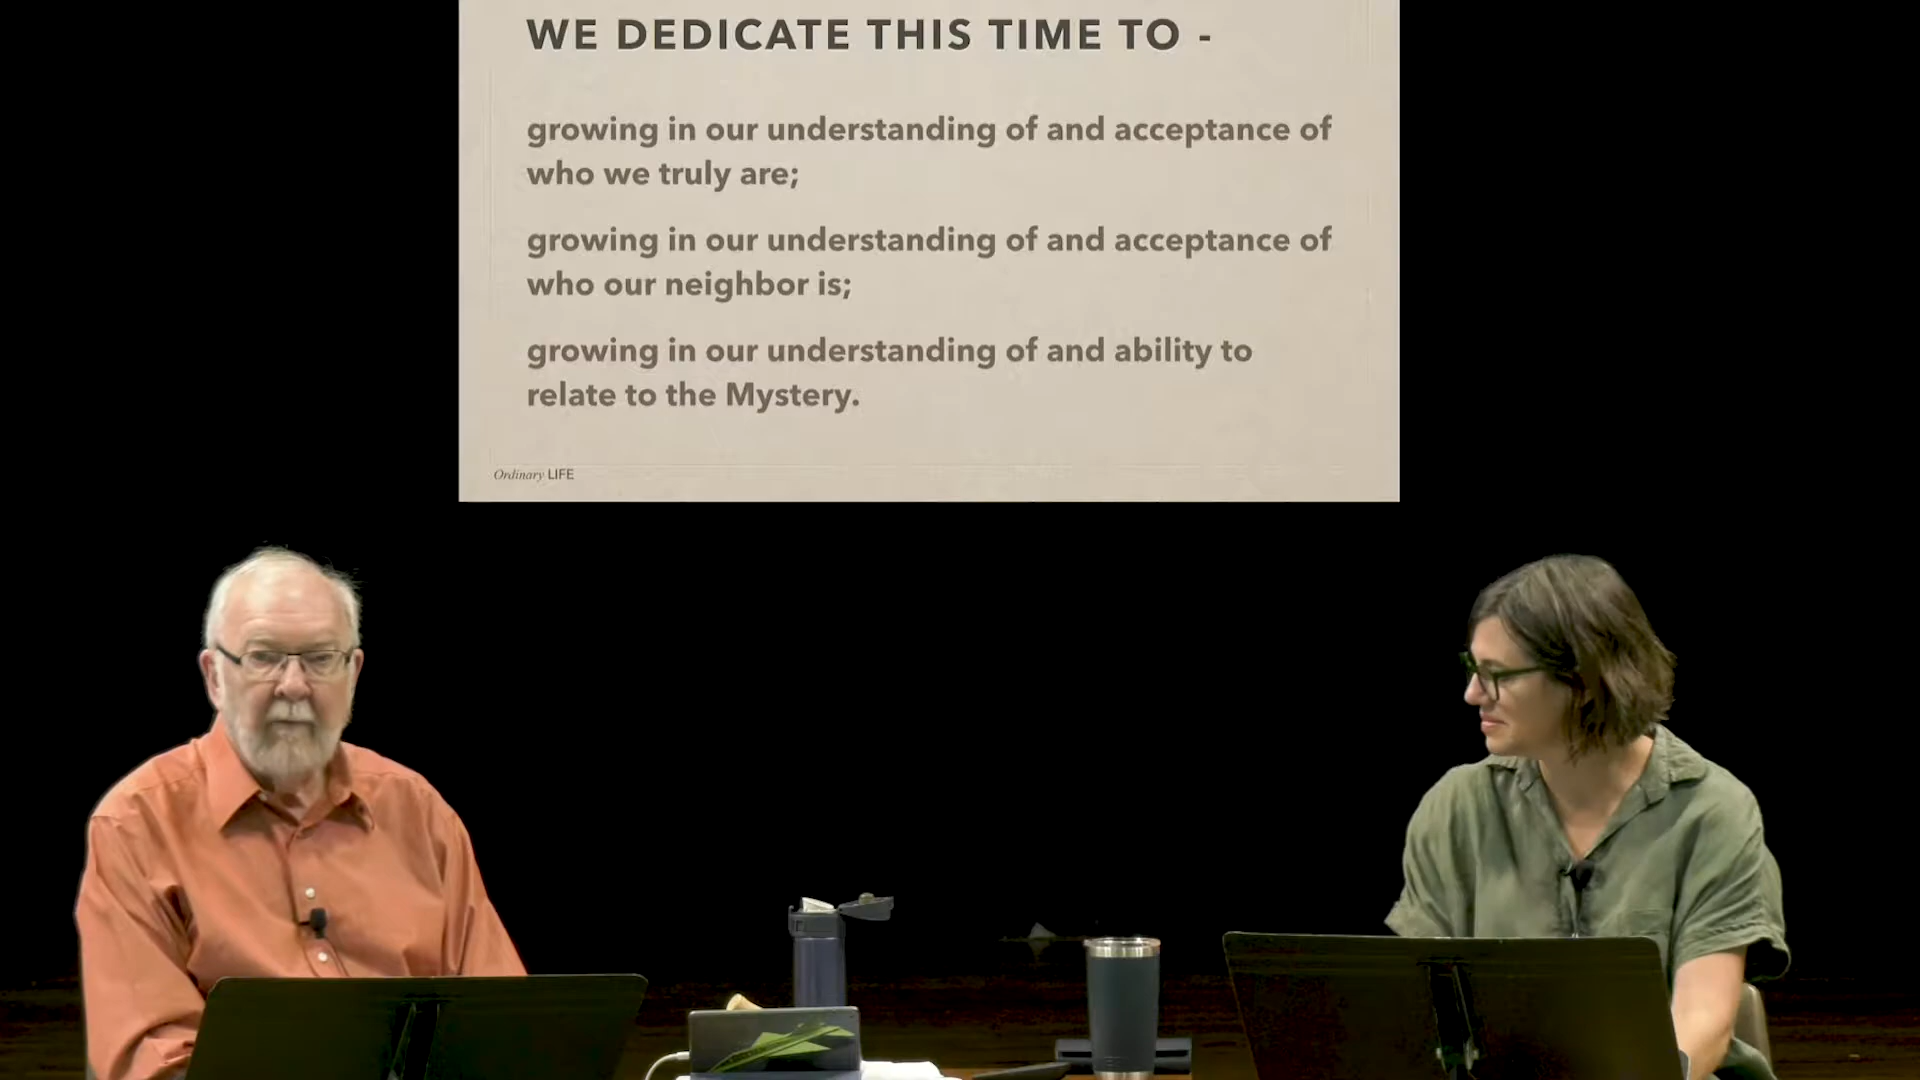 WE DEDICATE THIS TIME TO -
growing in our understanding of and acceptance of
who we truly are;
growing in our understanding of and acceptance of
who our neighbor is;
growing in our understanding of and ability to
relate to the Mystery.
Ordinary LIFE